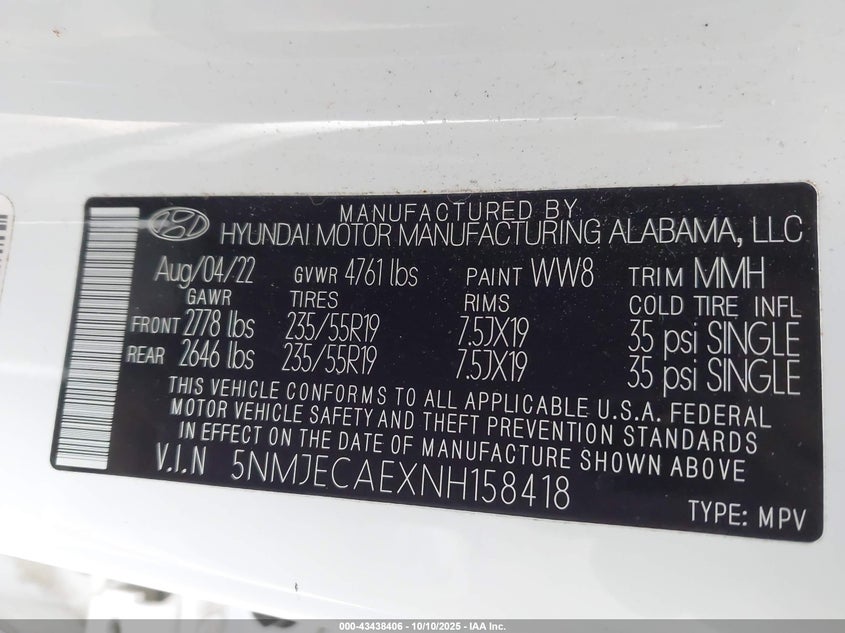 MANUFACTURED BY
HYUNDAI MOTOR MANUFACTURING ALABAMA, LLC
Aug/04/22 GVWR 4761 lbs PAINT WW8 TRIM MMH
GAWR TIRES RIMS COLD TIRE INFL
FRONT 2778 lbs 235/55R19 7.5JX19 35 psi SINGLE
REAR 2646 lbs 235/55R19 7.5JX19 35 psi SINGLE
THIS VEHICLE CONFORMS TO ALL APPLICABLE U.S.A. FEDERAL
MOTOR VEHICLE SAFETY AND THEFT PREVENTION STANDARDS
IN EFFECT ON THE DATE OF MANUFACTURE SHOWN ABOVE
V.I.N 5NMJECAEXNH158418
TYPE: MPV
000-43438406 - 10/10/2025 - IAA Inc.